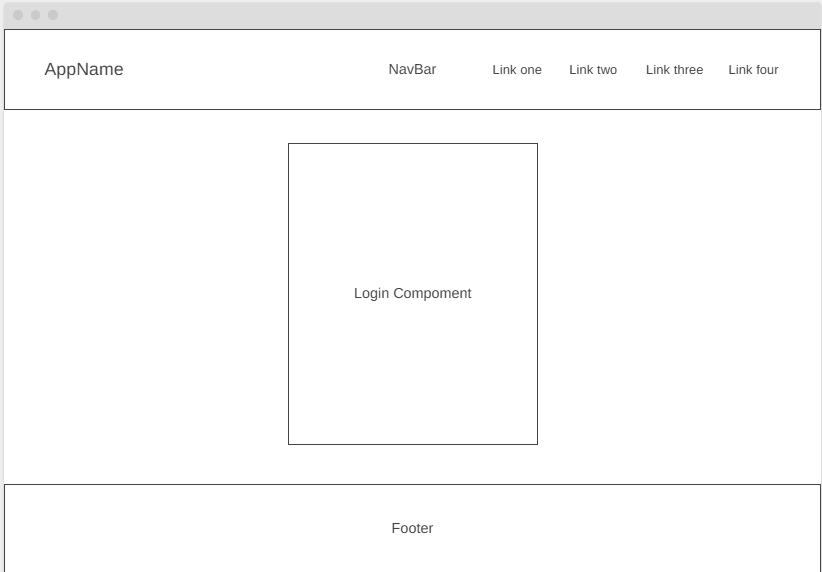 AppName NavBar Link one Link two Link three Link four
Login Compoment
Footer